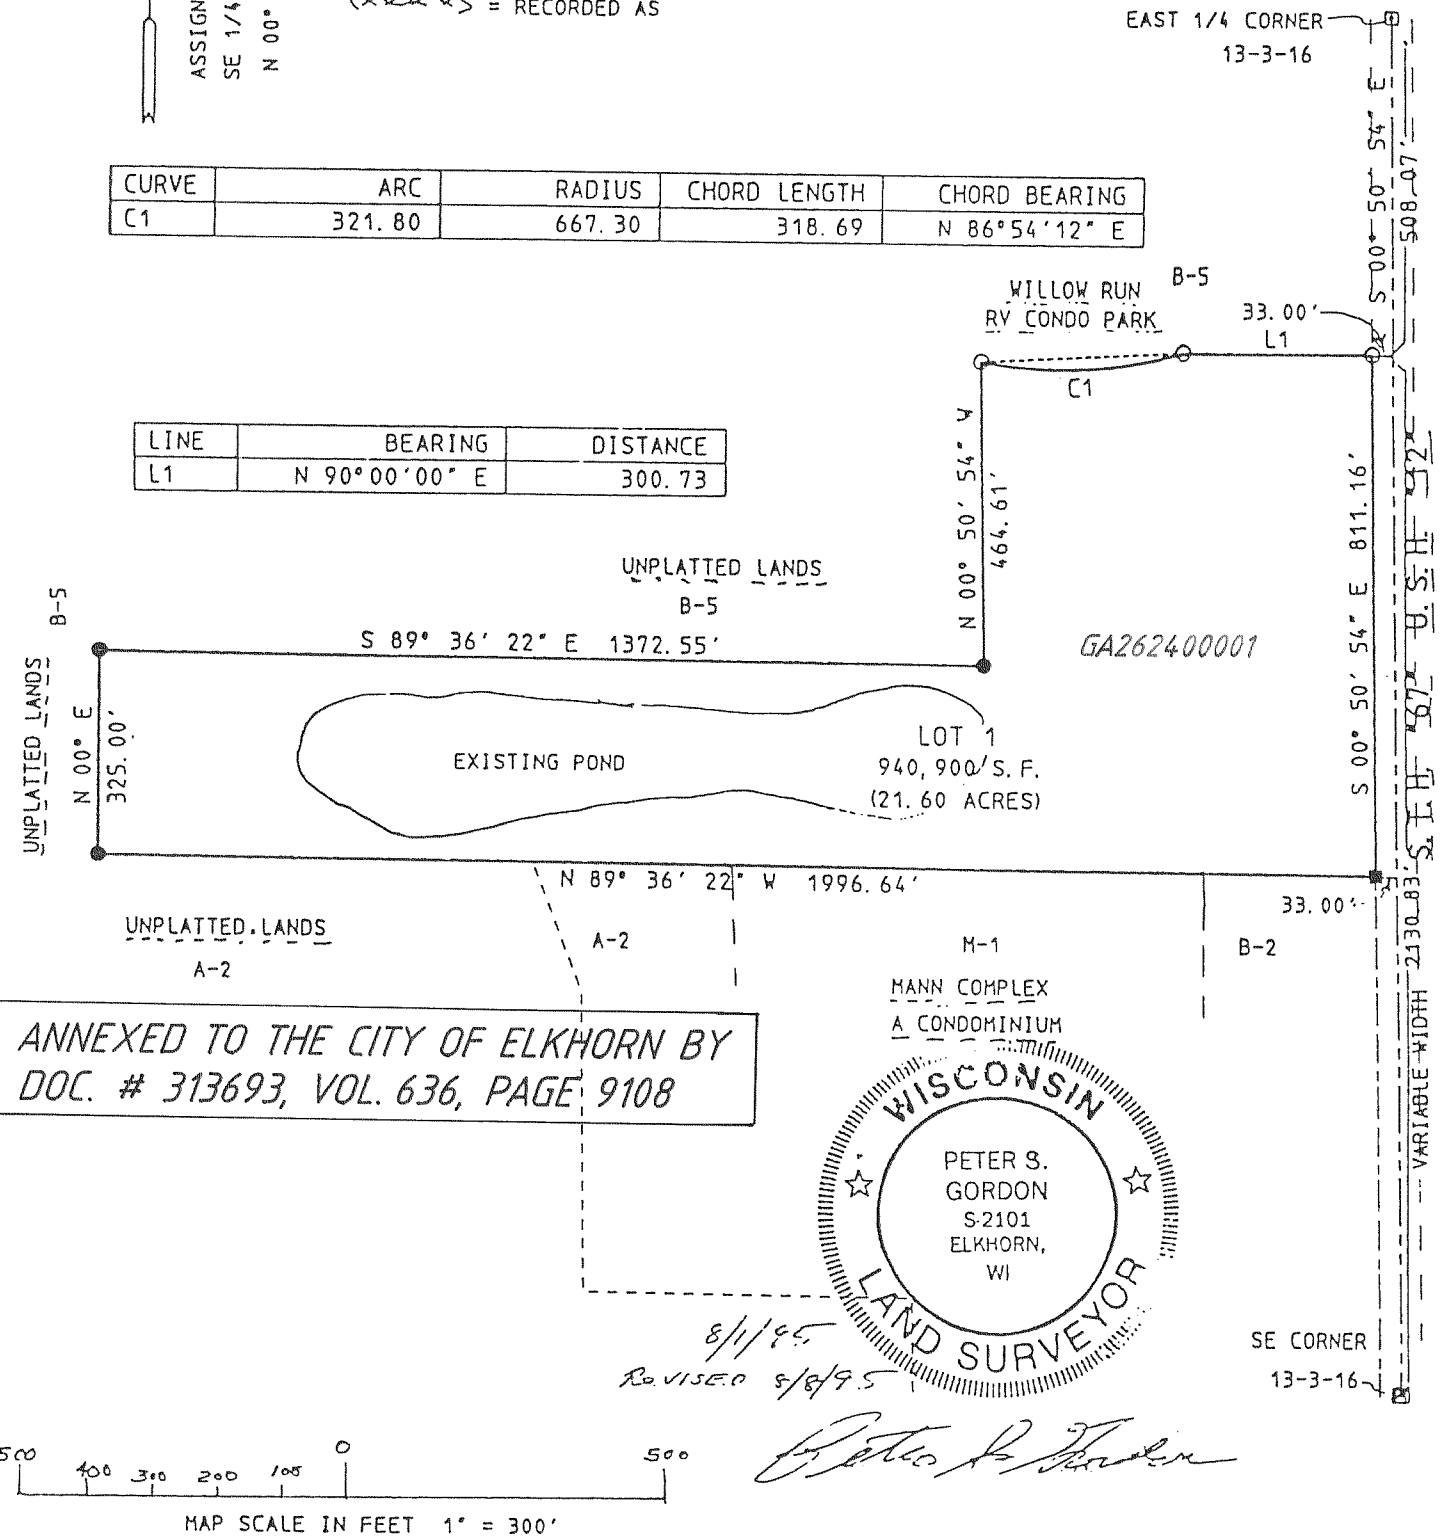 ASSIGN
SE 1/4
N 00°
= RECORDED AS
EAST 1/4 CORNER
13-3-16
S 00° 50' 54" E
508.07'
CURVE ARC RADIUS CHORD LENGTH CHORD BEARING
C1 321.80 667.30 318.69 N 86°54'12" E
WILLOW RUN
RV CONDO PARK
B-5
33.00'
L1
C1
LINE BEARING DISTANCE
L1 N 90°00'00" E 300.73
N 00° 50' 54" W
464.61'
S 00° 50' 54" E 811.16'
S.T.H. "67" U.S.H. "12"
UNPLATTED LANDS
B-5
S 89° 36' 22" E 1372.55'
GA262400001
UNPLATTED LANDS
B-5
N 00° E
325.00'
EXISTING POND
LOT 1
940,900 S.F.
(21.60 ACRES)
N 89° 36' 22" W 1996.64'
33.00'
2130.83'
VARIABLE WIDTH
UNPLATTED LANDS
A-2
A-2
M-1
B-2
MANN COMPLEX
A CONDOMINIUM
ANNEXED TO THE CITY OF ELKHORN BY
DOC. # 313693, VOL. 636, PAGE 9108
WISCONSIN
PETER S.
GORDON
S-2101
ELKHORN,
WI
LAND SURVEYOR
8/1/95
REVISED 8/8/95
SE CORNER
13-3-16
500 400 300 200 100 0 500
MAP SCALE IN FEET 1" = 300'